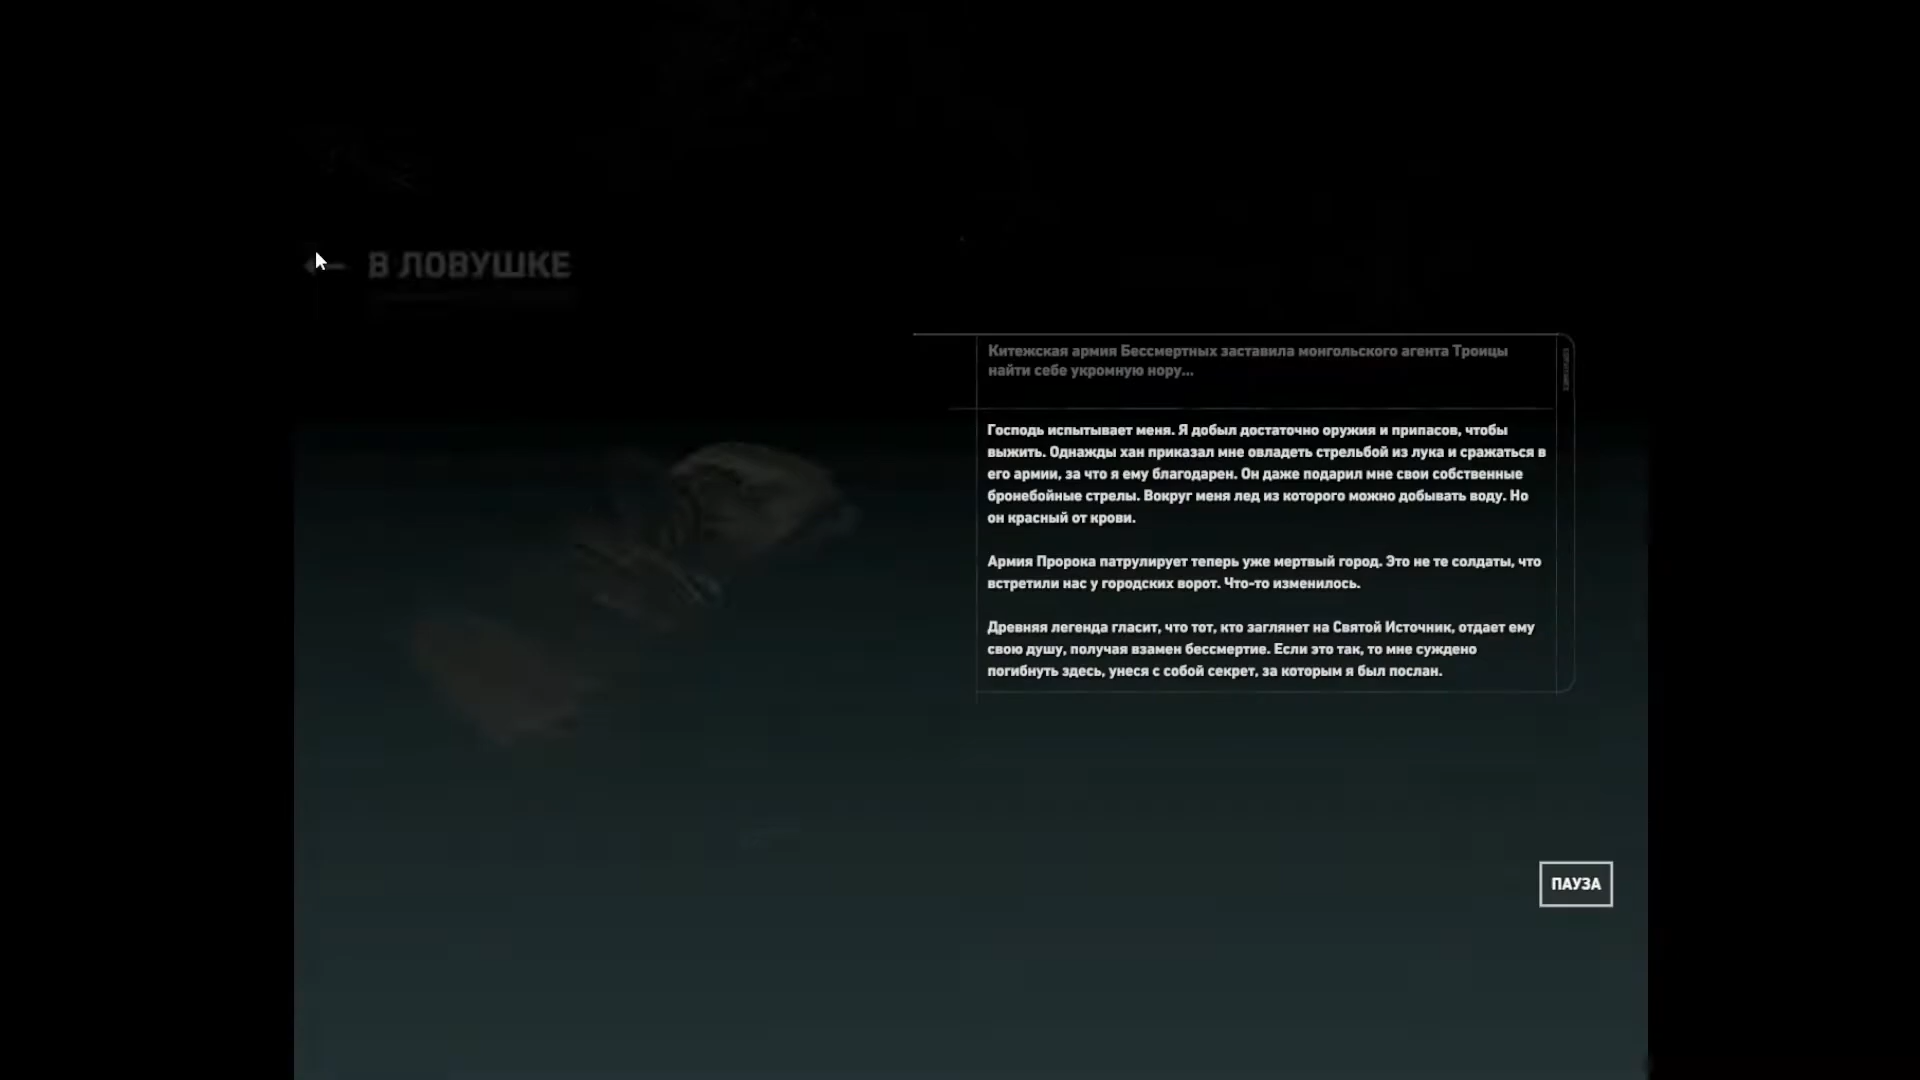 В ЛОВУШКЕ
Китежская армия Бессмертных заставила монгольского агента Троицы
найти себе укромную нору...
Господь испытывает меня. Я добыл достаточно оружия и припасов, чтобы
выжить. Однажды хан приказал мне овладеть стрельбой из лука и сражаться в
его армии, за что я ему благодарен. Он даже подарил мне свои собственные
бронебойные стрелы. Вокруг меня лед из которого можно добывать воду. Но
он красный от крови.
Армия Пророка патрулирует теперь уже мертвый город. Это не те солдаты, что
встретили нас у городских ворот. Что-то изменилось.
Древняя легенда гласит, что тот, кто заглянет на Святой Источник, отдает ему
свою душу, получая взамен бессмертие. Если это так, то мне суждено
погибнуть здесь, унеся с собой секрет, за которым я был послан.
ПАУЗА